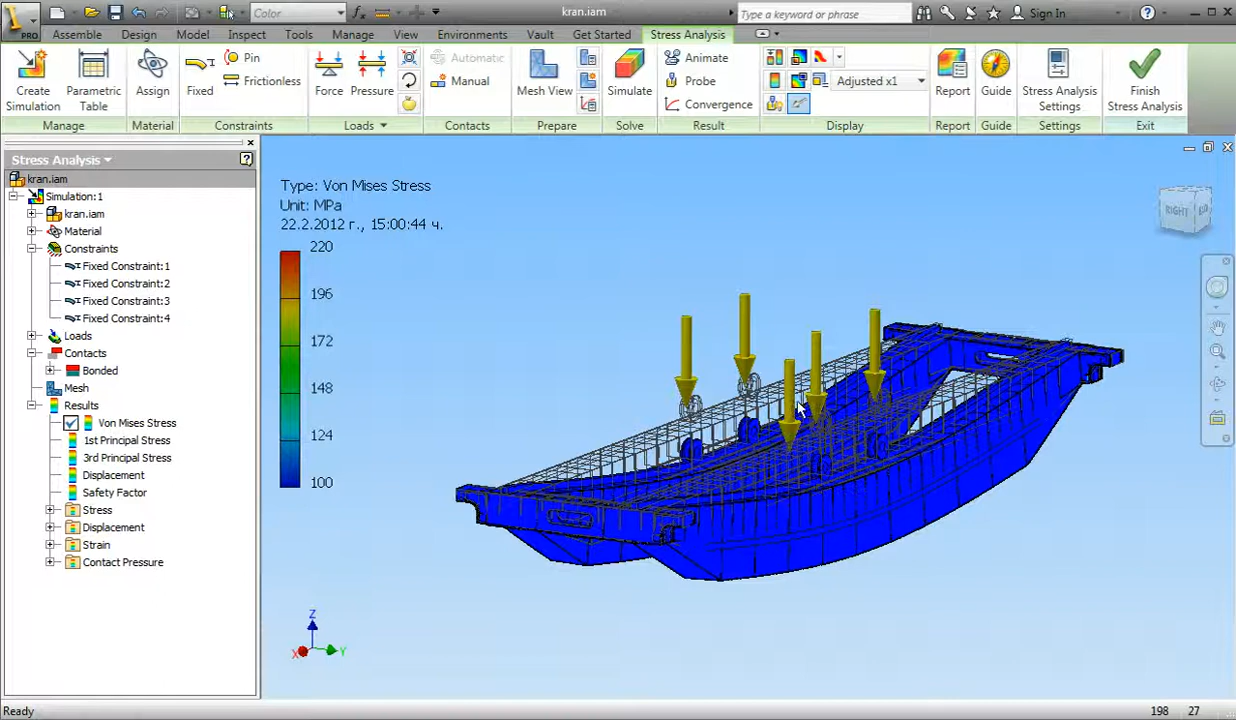 PRO
Color
kran.iam
Type a keyword or phrase
Sign In
Assemble Design Model Inspect Tools Manage View Environments Vault Get Started Stress Analysis
Create Simulation
Parametric Table
Manage
Assign
Material
Fixed
Pin
Frictionless
Constraints
Force
Pressure
Loads
Automatic
Manual
Contacts
Mesh View
Prepare
Simulate
Solve
Animate
Probe
Convergence
Result
Adjusted x1
Display
Report
Report
Guide
Guide
Stress Analysis Settings
Settings
Finish Stress Analysis
Exit
Stress Analysis
kran.iam
Simulation:1
kran.iam
Material
Constraints
Fixed Constraint:1
Fixed Constraint:2
Fixed Constraint:3
Fixed Constraint:4
Loads
Contacts
Bonded
Mesh
Results
Von Mises Stress
1st Principal Stress
3rd Principal Stress
Displacement
Safety Factor
Stress
Displacement
Strain
Contact Pressure
Type: Von Mises Stress
Unit: MPa
22.2.2012 г., 15:00:44 ч.
220
196
172
148
124
100
RIGHT
Z
X
Y
Ready
198 27